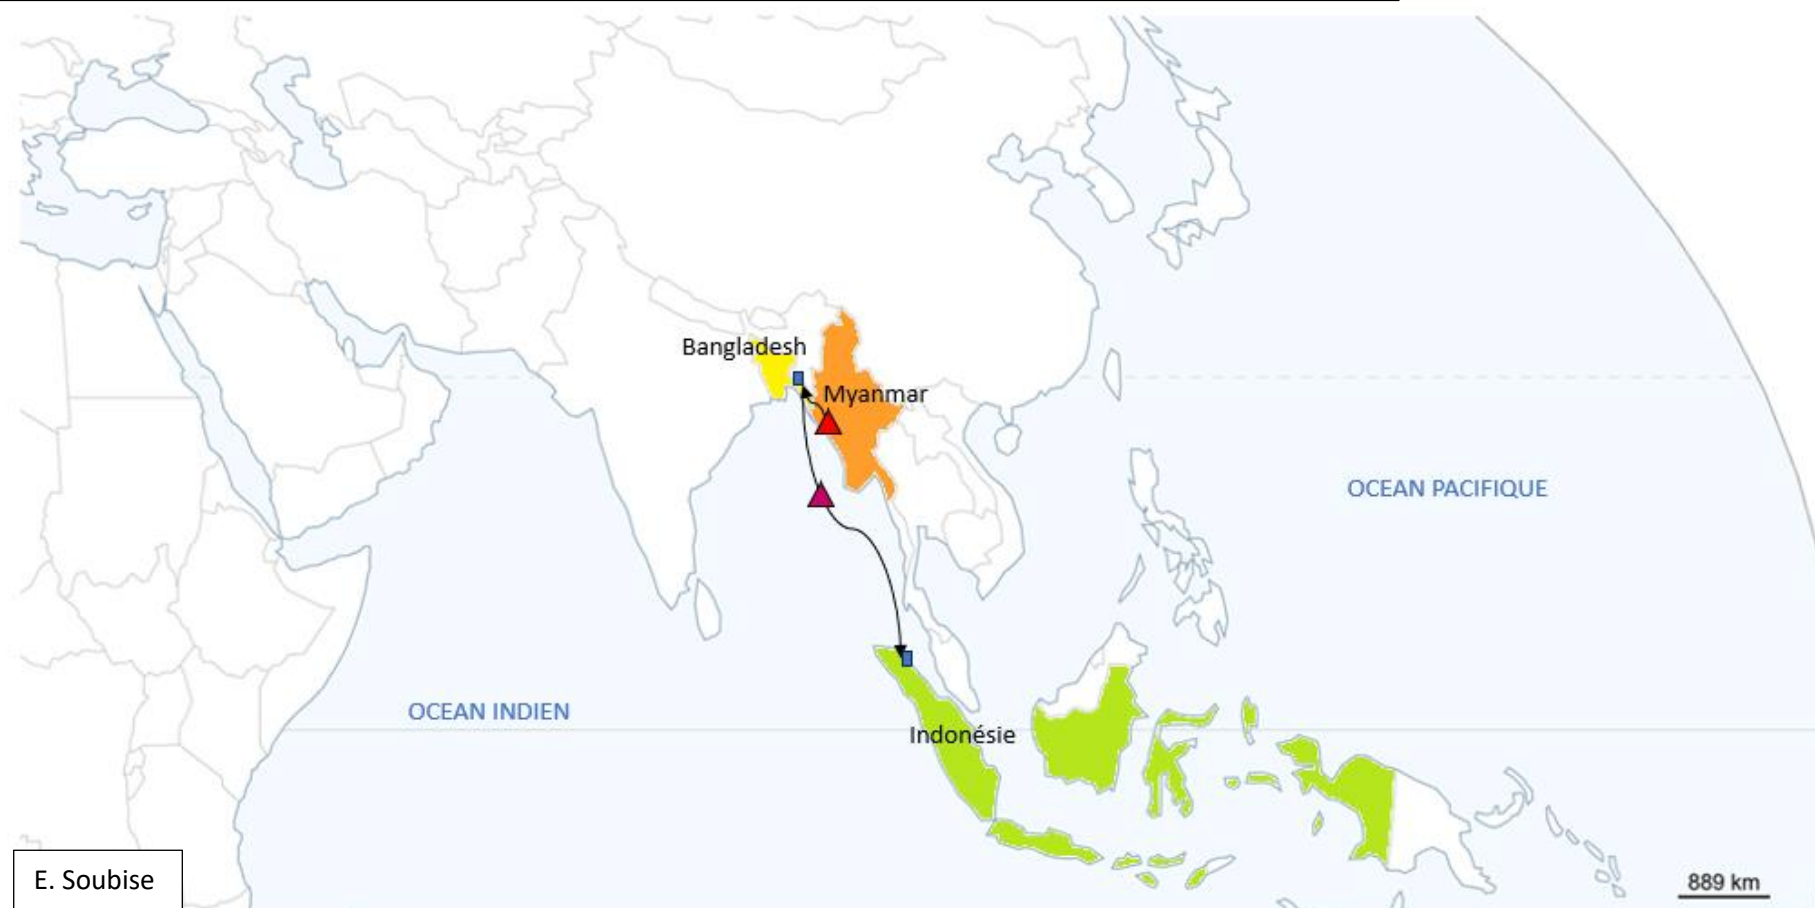 Bangladesh
Myanmar
OCEAN PACIFIQUE
OCEAN INDIEN
Indonésie
E. Soubise
889 km